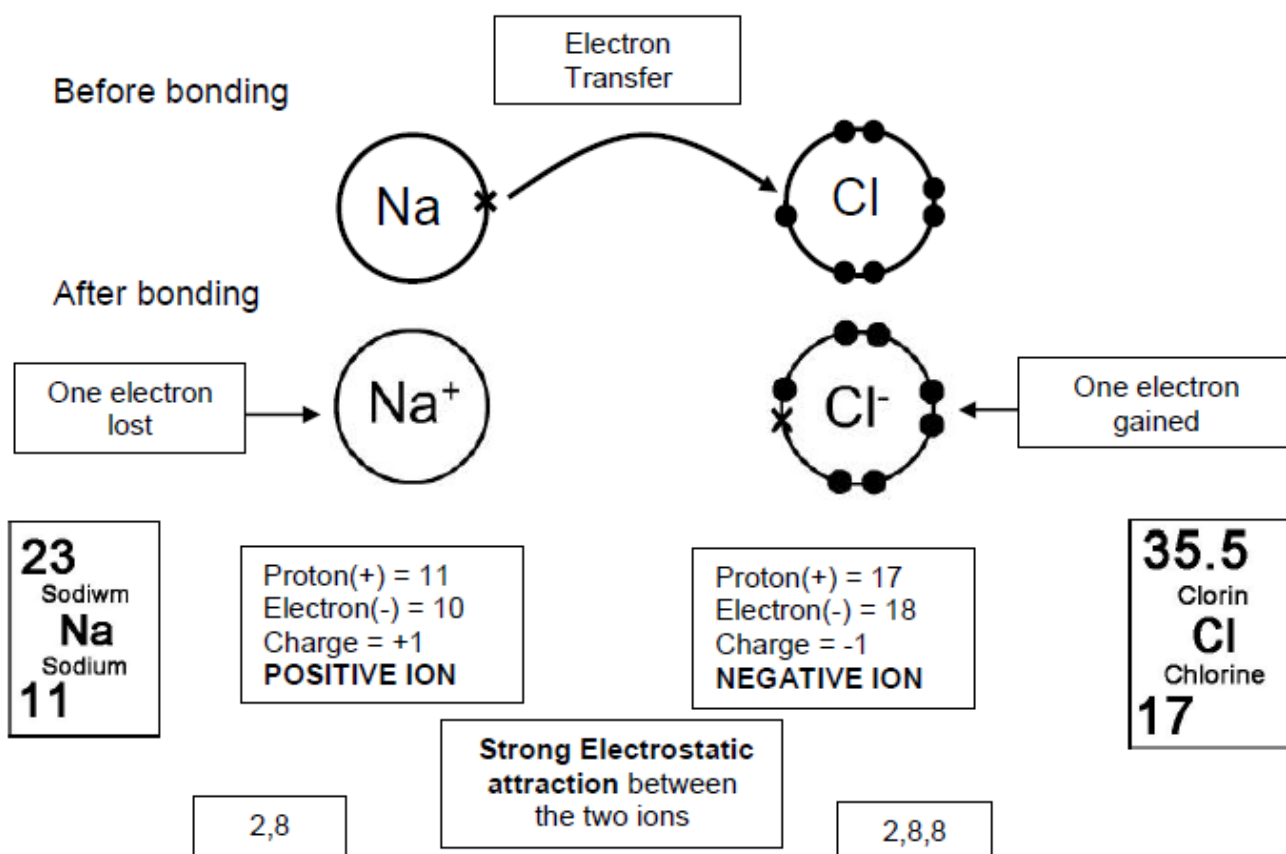 Electron
Transfer
Before bonding
Na
Cl
After bonding
One electron
lost
Na⁺
Cl⁻
One electron
gained
23
Sodiwm
Na
Sodium
11
Proton(+) = 11
Electron(-) = 10
Charge = +1
POSITIVE ION
Proton(+) = 17
Electron(-) = 18
Charge = -1
NEGATIVE ION
35.5
Clorin
Cl
Chlorine
17
Strong Electrostatic
attraction between
the two ions
2,8
2,8,8